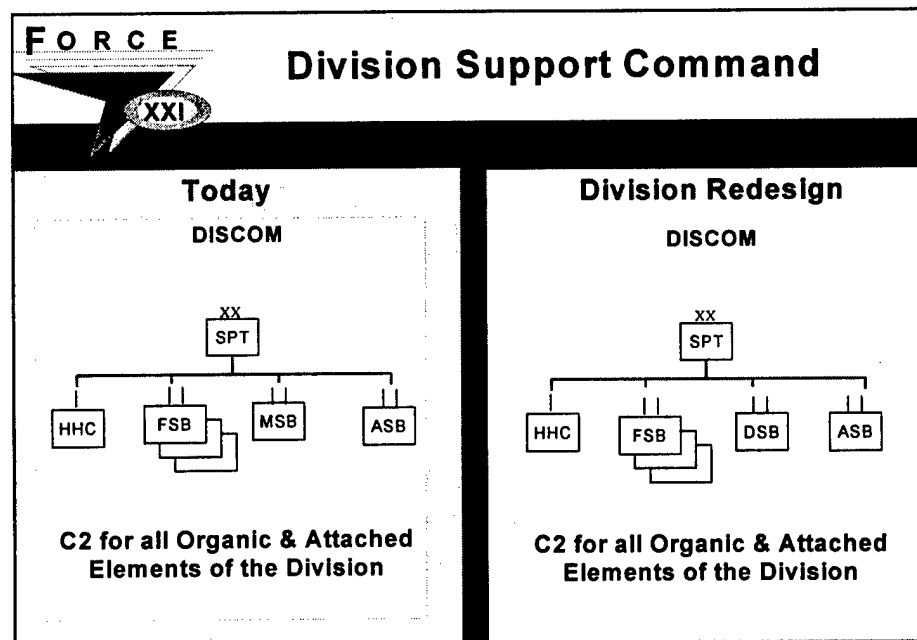 FORCE
XXI
Division Support Command
Today
DISCOM
XX
SPT
HHC
FSB
MSB
ASB
C2 for all Organic & Attached
Elements of the Division
Division Redesign
DISCOM
XX
SPT
HHC
FSB
DSB
ASB
C2 for all Organic & Attached
Elements of the Division